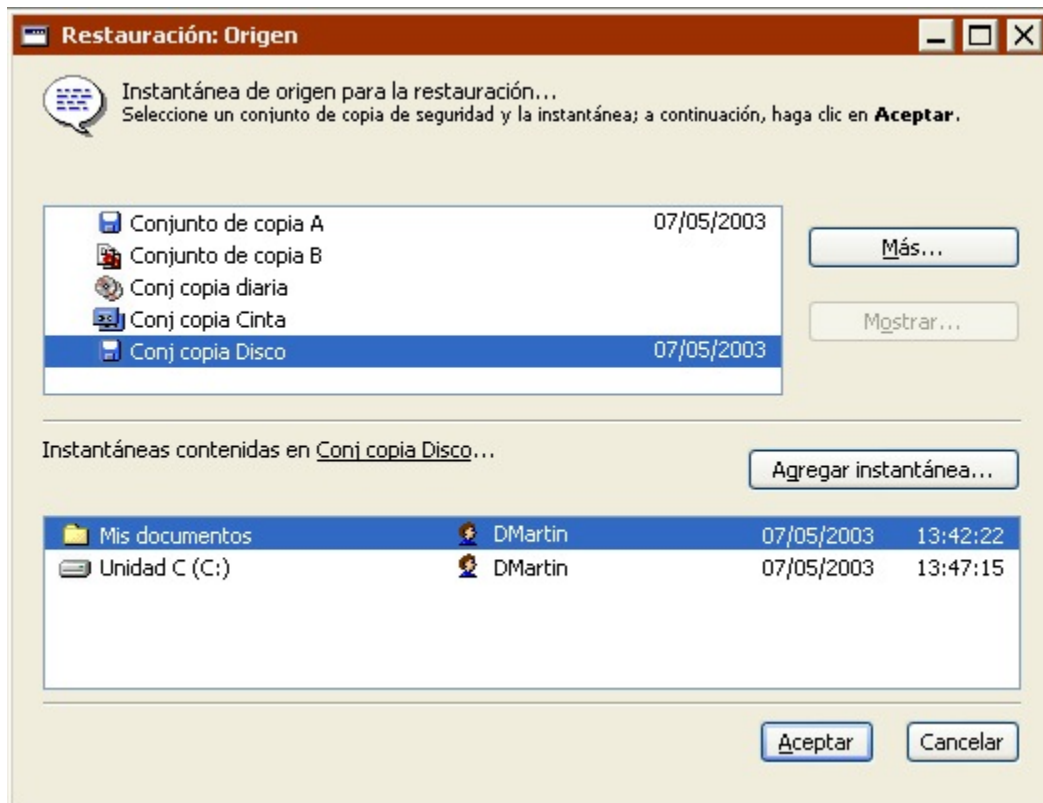 Restauración: Origen
Instantánea de origen para la restauración...
Seleccione un conjunto de copia de seguridad y la instantánea; a continuación, haga clic en Aceptar.
Conjunto de copia A 07/05/2003
Conjunto de copia B
Conj copia diaria
Conj copia Cinta
Conj copia Disco 07/05/2003
Más...
Mostrar...
Instantáneas contenidas en Conj copia Disco...
Agregar instantánea...
Mis documentos DMartin 07/05/2003 13:42:22
Unidad C (C:) DMartin 07/05/2003 13:47:15
Aceptar Cancelar